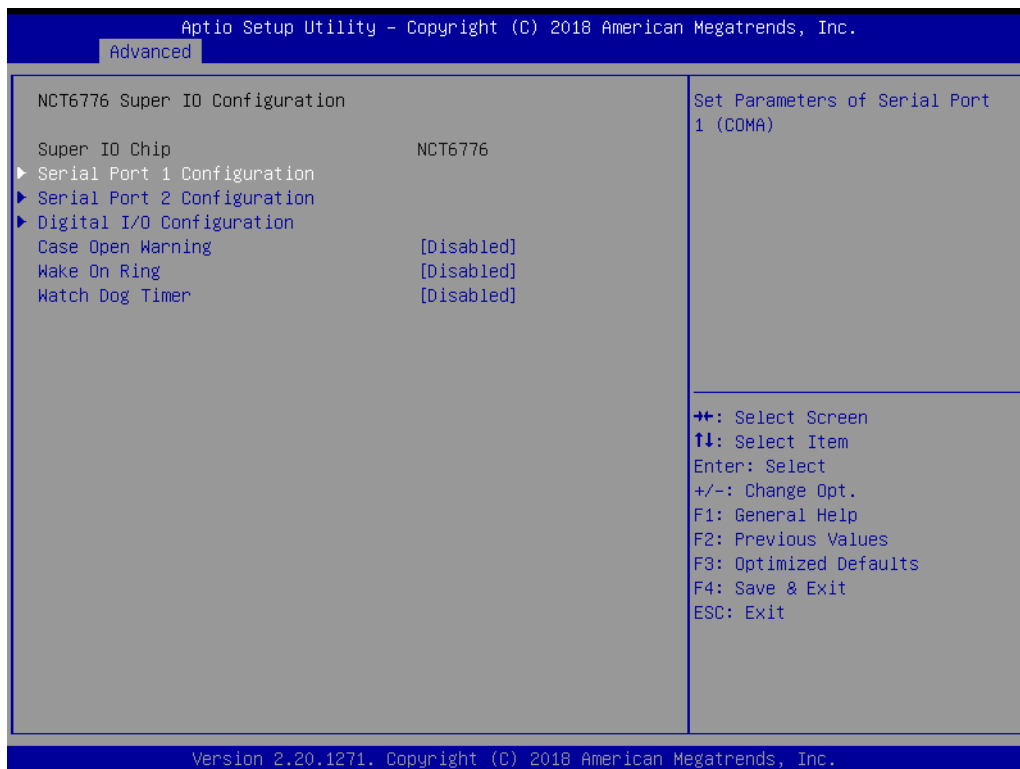 Aptio Setup Utility – Copyright (C) 2018 American Megatrends, Inc.
Advanced
NCT6776 Super IO Configuration
Super IO Chip NCT6776
▶ Serial Port 1 Configuration
▶ Serial Port 2 Configuration
▶ Digital I/O Configuration
Case Open Warning [Disabled]
Wake On Ring [Disabled]
Watch Dog Timer [Disabled]
Set Parameters of Serial Port
1 (COMA)
→←: Select Screen
↑↓: Select Item
Enter: Select
+/-: Change Opt.
F1: General Help
F2: Previous Values
F3: Optimized Defaults
F4: Save & Exit
ESC: Exit
Version 2.20.1271. Copyright (C) 2018 American Megatrends, Inc.